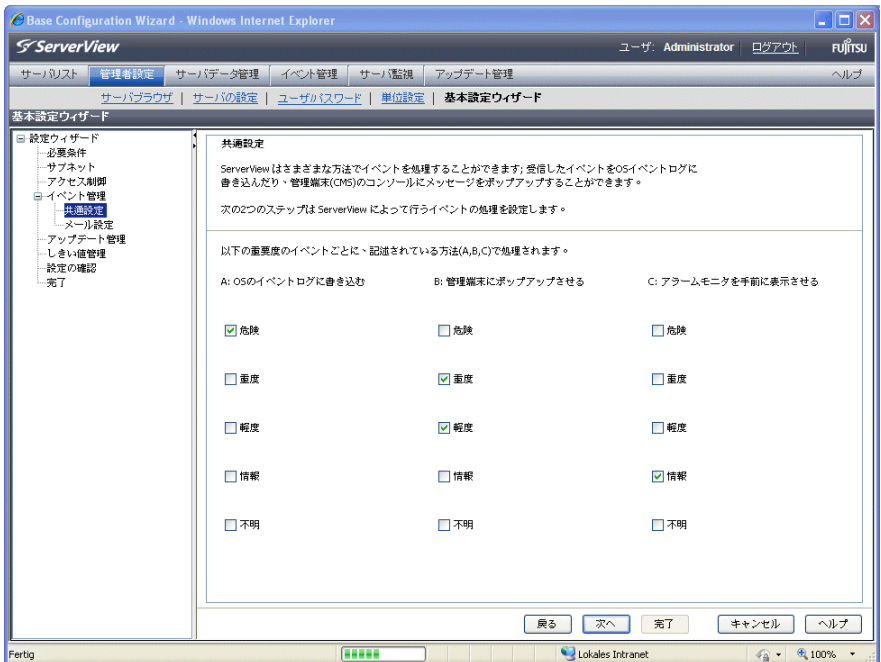 Base Configuration Wizard - Windows Internet Explorer
ServerView
ユーザ: Administrator ログアウト FUJITSU
サーバリスト 管理者設定 サーバデータ管理 イベント管理 サーバ監視 アップデート管理 ヘルプ
サーバブラウザ | サーバの設定 | ユーザ/パスワード | 単位設定 | 基本設定ウィザード
基本設定ウィザード
設定ウィザード
必要条件
サブネット
アクセス制御
イベント管理
共通設定
メール設定
アップデート管理
しきい値管理
設定の確認
完了
共通設定
ServerView はさまざまな方法でイベントを処理することができます; 受信したイベントをOSイベントログに
書き込んだり、管理端末(CMS)のコンソールにメッセージをポップアップすることができます。
次の2つのステップは ServerView によって行うイベントの処理を設定します。
以下の重要度のイベントごとに、記述されている方法(A,B,C)で処理されます。
A: OSのイベントログに書き込む B: 管理端末にポップアップさせる C: アラームモニタを手前に表示させる
危険 危険 危険
重度 重度 重度
軽度 軽度 軽度
情報 情報 情報
不明 不明 不明
戻る 次へ 完了 キャンセル ヘルプ
Fertig Lokales Intranet 100%